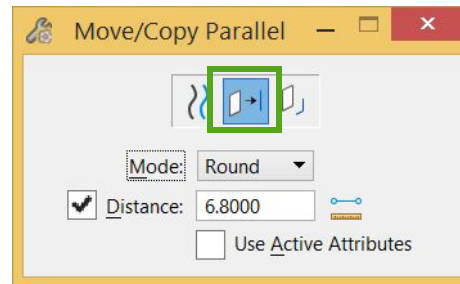 Move/Copy Parallel
Mode: Round
Distance: 6.8000
Use Active Attributes